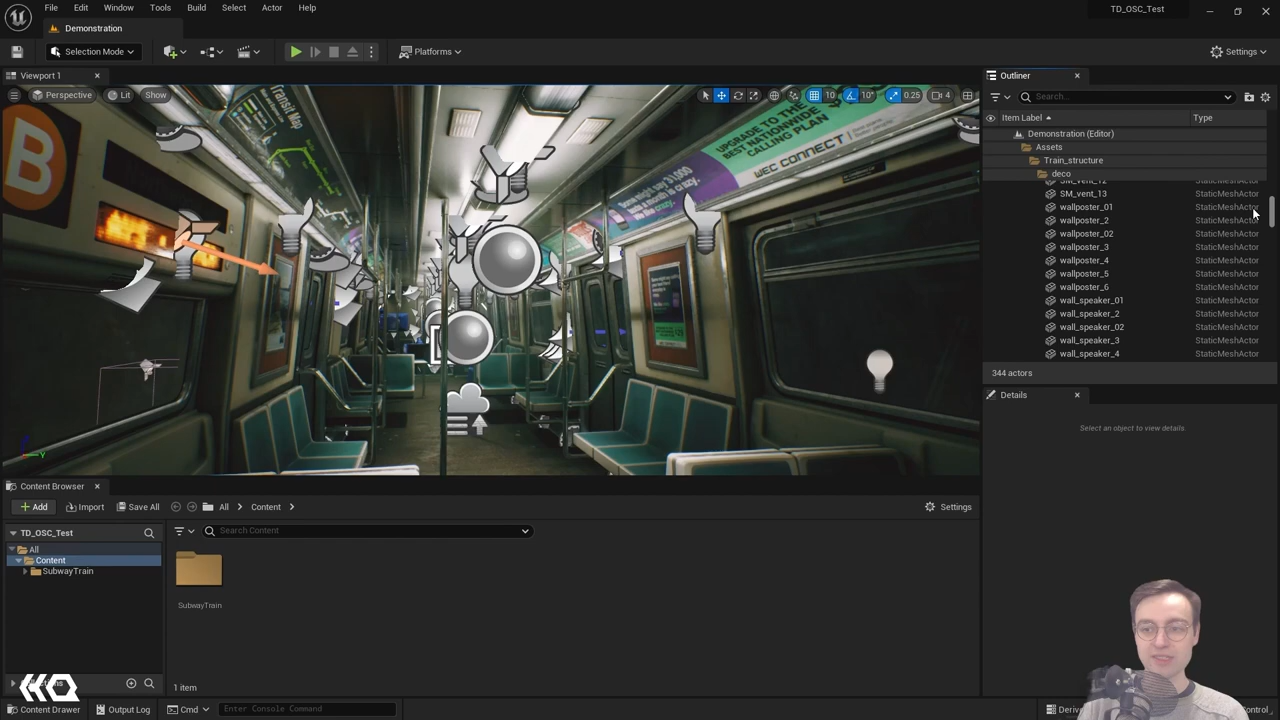 File Edit Window Tools Build Select Actor Help
TD_OSC_Test
Demonstration
Selection Mode
Platforms
Settings
Viewport 1
Perspective
Lit
Show
10
10°
0.25
4
B
Transit Map
UPGRADE TO THE
BEST NATIONWIDE
CALLING PLAN
WEC CONNECT
Outliner
Search...
Item Label
Type
Demonstration (Editor)
Assets
Train_structure
deco
SM_vent_12 StaticMeshActor
SM_vent_13 StaticMeshActor
wallposter_01 StaticMeshActor
wallposter_2 StaticMeshActor
wallposter_02 StaticMeshActor
wallposter_3 StaticMeshActor
wallposter_4 StaticMeshActor
wallposter_5 StaticMeshActor
wallposter_6 StaticMeshActor
wall_speaker_01 StaticMeshActor
wall_speaker_2 StaticMeshActor
wall_speaker_02 StaticMeshActor
wall_speaker_3 StaticMeshActor
wall_speaker_4 StaticMeshActor
344 actors
Details
Select an object to view details.
Content Browser
Add
Import
Save All
All
Content
Settings
TD_OSC_Test
Search Content
All
Content
SubwayTrain
SubwayTrain
1 item
Content Drawer
Output Log
Cmd
Enter Console Command